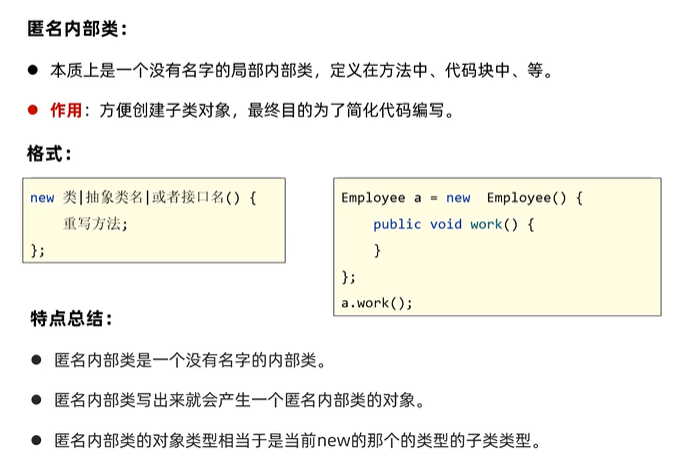 匿名内部类：
● 本质上是一个没有名字的局部内部类，定义在方法中、代码块中、等。
● 作用：方便创建子类对象，最终目的为了简化代码编写。
格式：
new 类|抽象类名|或者接口名() {
    重写方法;
};
Employee a = new  Employee() {
    public void work() {
    }
};
a.work();
特点总结：
● 匿名内部类是一个没有名字的内部类。
● 匿名内部类写出来就会产生一个匿名内部类的对象。
● 匿名内部类的对象类型相当于是当前new的那个的类型的子类类型。